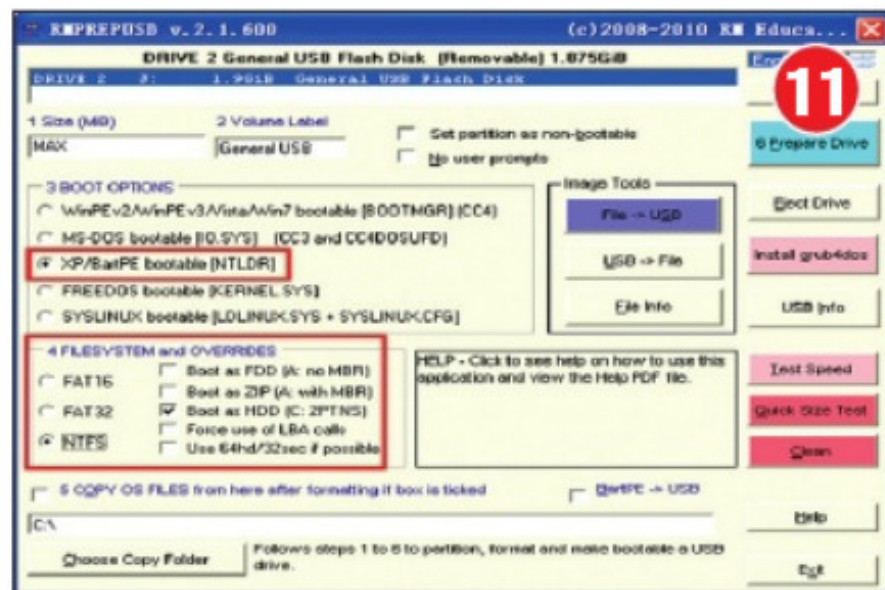 RMPREPUSB v.2.1.600 (c)2008-2010 RM Educa...
DRIVE 2 General USB Flash Disk (Removable) 1.875GiB
DRIVE 2 1.9GiB General USB Flash Disk
11
1 Size (MiB) 2 Volume Label
MAX General USB
Set partition as non-bootable
No user prompts
6 Prepare Drive
3 BOOT OPTIONS
WinPEv2/WinPEv3/Vista/Win7 bootable [BOOTMGR] (CC4)
MS-DOS bootable [IO.SYS] (CC3 and CC4DOSUFD)
XP/BartPE bootable [NTLDR]
FREEDOS bootable [KERNEL.SYS]
SYSLINUX bootable [LDLINUX.SYS + SYSLINUX.CFG]
Image Tools
File -> USB
USB -> File
File Info
Eject Drive
Install grub4dos
USB Info
4 FILESYSTEM and OVERRIDES
FAT16
FAT32
NTFS
Boot as FDD (A: no MBR)
Boot as ZIP (A: with MBR)
Boot as HDD (C: 2PTNS)
Force use of LBA calls
Use 64hd/32sec if possible
HELP - Click to see help on how to use this
application and view the Help PDF file.
Test Speed
Quick Size Test
Clean
5 COPY OS FILES from here after formatting if box is ticked
BartPE -> USB
C:\
Choose Copy Folder
Follows steps 1 to 6 to partition, format and make bootable a USB
drive.
Help
Exit